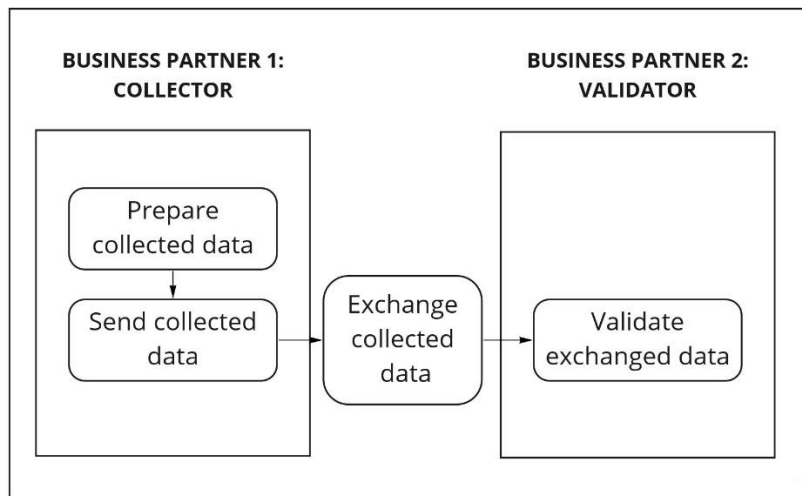 BUSINESS PARTNER 1:
COLLECTOR
BUSINESS PARTNER 2:
VALIDATOR
Prepare
collected data
Send collected
data
Exchange
collected
data
Validate
exchanged data